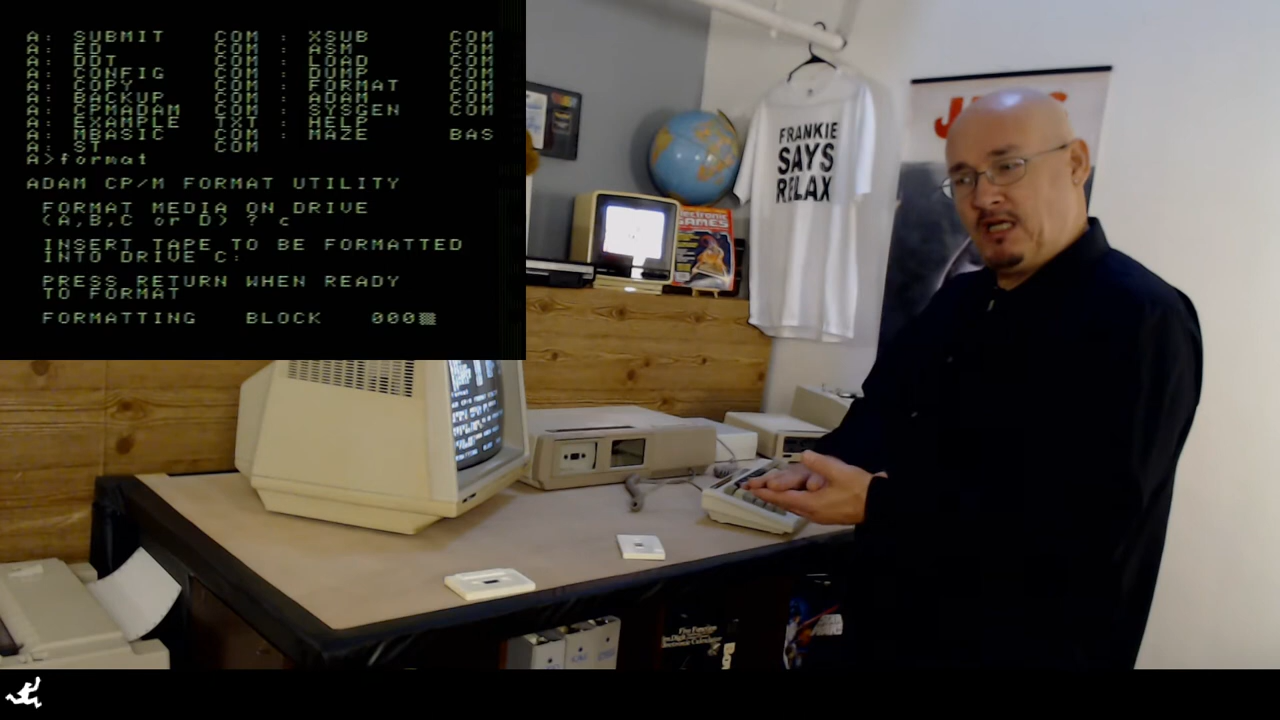 A: SUBMIT COM : XSUB COM
A: ED COM : ASM COM
A: DDT COM : LOAD COM
A: CONFIG COM : DUMP COM
A: COPY COM : FORMAT COM
A: BACKUP COM : ADAM COM
A: CPMADAM COM : SYSGEN COM
A: EXAMPLE TXT : HELP
A: MBASIC COM : MAZE BAS
A: ST COM
A>format
ADAM CP/M FORMAT UTILITY
FORMAT MEDIA ON DRIVE
(A,B,C or D) ? c
INSERT TAPE TO BE FORMATTED
INTO DRIVE C:
PRESS RETURN WHEN READY
TO FORMAT
FORMATTING BLOCK 000
FRANKIE
SAYS
RELAX
GAMES